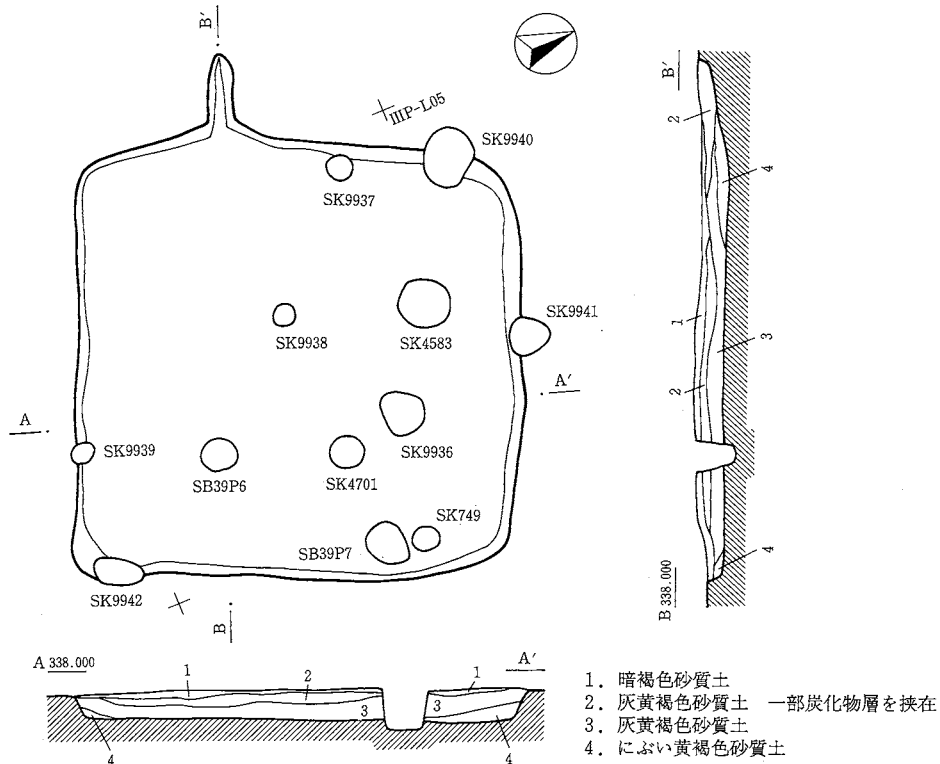 B′
IIIP-L05
SK9940
SK9937
SK9938
SK4583
SK9941
A
A′
SK9939
SB39P6
SK4701
SK9936
SK749
SB39P7
SK9942
B
B′
2
4
1
3
2
4
B 338.000
A 338.000
1
2
1
A′
3
3
4
4
1. 暗褐色砂質土
2. 灰黄褐色砂質土 一部炭化物層を挟在
3. 灰黄褐色砂質土
4. にぶい黄褐色砂質土